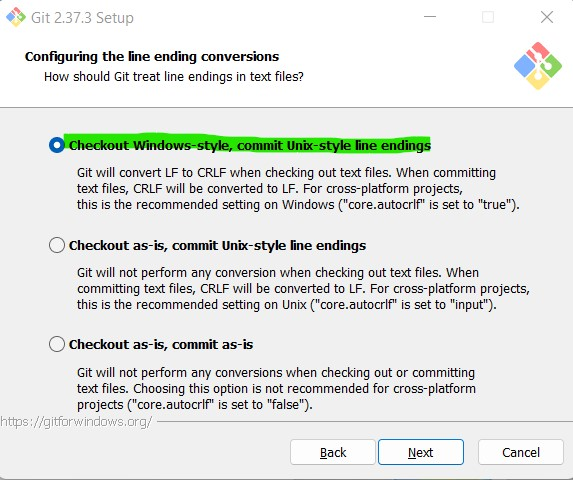 Git 2.37.3 Setup
Configuring the line ending conversions
How should Git treat line endings in text files?
Checkout Windows-style, commit Unix-style line endings
Git will convert LF to CRLF when checking out text files. When committing
text files, CRLF will be converted to LF. For cross-platform projects,
this is the recommended setting on Windows ("core.autocrlf" is set to "true").
Checkout as-is, commit Unix-style line endings
Git will not perform any conversion when checking out text files. When
committing text files, CRLF will be converted to LF. For cross-platform projects,
this is the recommended setting on Unix ("core.autocrlf" is set to "input").
Checkout as-is, commit as-is
Git will not perform any conversions when checking out or committing
text files. Choosing this option is not recommended for cross-platform
projects ("core.autocrlf" is set to "false").
https://gitforwindows.org/
Back
Next
Cancel